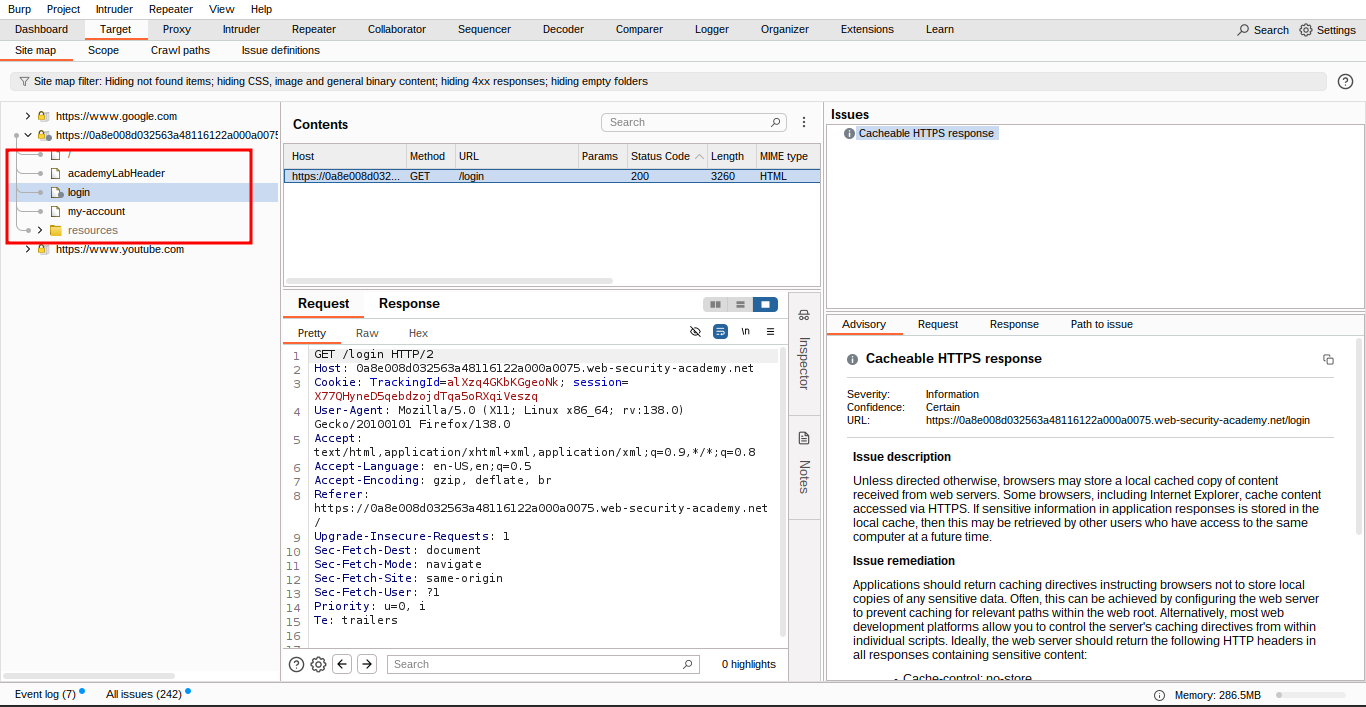 Burp Project Intruder Repeater View Help
Dashboard Target Proxy Intruder Repeater Collaborator Sequencer Decoder Comparer Logger Organizer Extensions Learn Search Settings
Site map Scope Crawl paths Issue definitions
Site map filter: Hiding not found items; hiding CSS, image and general binary content; hiding 4xx responses; hiding empty folders
https://www.google.com
https://0a8e008d032563a48116122a000a0075
/
academyLabHeader
login
my-account
resources
https://www.youtube.com
Contents
Search
Host Method URL Params Status Code Length MIME type
https://0a8e008d032... GET /login 200 3260 HTML
Request Response
Pretty Raw Hex
\n
1 GET /login HTTP/2
2 Host: 0a8e008d032563a48116122a000a0075.web-security-academy.net
3 Cookie: TrackingId=alXzq4GKbKGgeoNk; session=
X77QHyneD5qebdzojdTqa5oRXqiVeszq
4 User-Agent: Mozilla/5.0 (X11; Linux x86_64; rv:138.0)
Gecko/20100101 Firefox/138.0
5 Accept:
text/html,application/xhtml+xml,application/xml;q=0.9,*/*;q=0.8
6 Accept-Language: en-US,en;q=0.5
7 Accept-Encoding: gzip, deflate, br
8 Referer:
https://0a8e008d032563a48116122a000a0075.web-security-academy.net
/
9 Upgrade-Insecure-Requests: 1
10 Sec-Fetch-Dest: document
11 Sec-Fetch-Mode: navigate
12 Sec-Fetch-Site: same-origin
13 Sec-Fetch-User: ?1
14 Priority: u=0, i
15 Te: trailers
16
Search
0 highlights
Inspector
Notes
Issues
Cacheable HTTPS response
Advisory Request Response Path to issue
Cacheable HTTPS response
Severity: Information
Confidence: Certain
URL: https://0a8e008d032563a48116122a000a0075.web-security-academy.net/login
Issue description
Unless directed otherwise, browsers may store a local cached copy of content
received from web servers. Some browsers, including Internet Explorer, cache content
accessed via HTTPS. If sensitive information in application responses is stored in the
local cache, then this may be retrieved by other users who have access to the same
computer at a future time.
Issue remediation
Applications should return caching directives instructing browsers not to store local
copies of any sensitive data. Often, this can be achieved by configuring the web server
to prevent caching for relevant paths within the web root. Alternatively, most web
development platforms allow you to control the server's caching directives from within
individual scripts. Ideally, the web server should return the following HTTP headers in
all responses containing sensitive content:
• Cache-control: no-store
Event log (7) All issues (242) Memory: 286.5MB